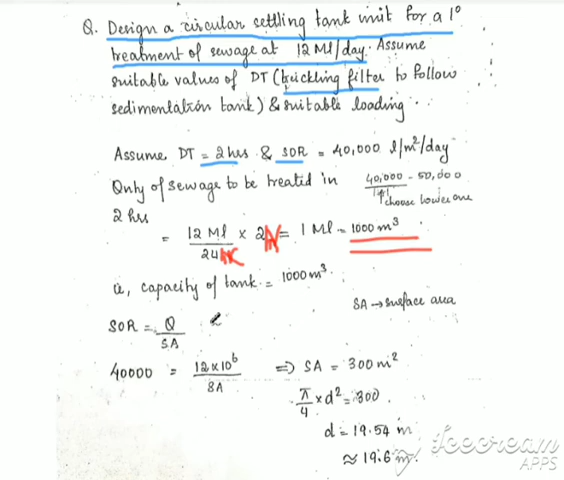 Q. Design a circular settling tank unit for a 1°
treatment of sewage at 12 Ml/day. Assume
suitable values of DT (trickling filter to follow
sedimentation tank) & suitable loading.
Assume DT = 2 hrs & SOR = 40,000 l/m²/day
Qnty of sewage to be treated in 40,000 - 50,000
2 hrs ↑ choose lower one
= 12 Ml / 24 hr × 2 hr = 1 Ml = 1000 m³
ie, capacity of tank = 1000 m³.
SA → surface area
SOR = Q / SA
40000 = 12×10⁶ / SA ⇒ SA = 300 m²
π/4 × d² = 300.
d = 19.54 m
≈ 19.6 m.
Icecream
APPS